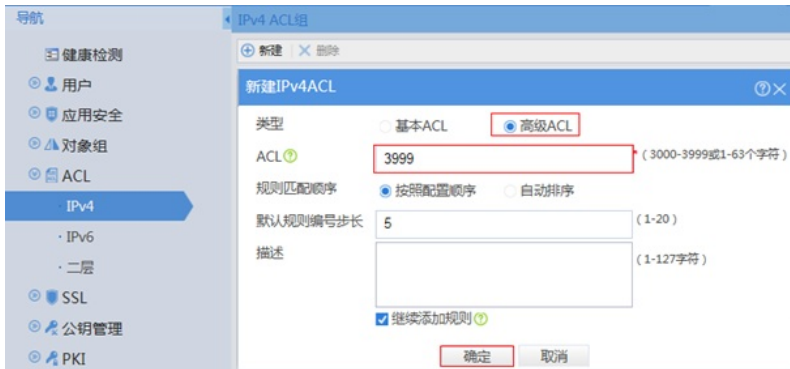 导航
健康检测
用户
应用安全
对象组
ACL
· IPv4
· IPv6
· 二层
SSL
公钥管理
PKI
IPv4 ACL组
新建 删除
新建IPv4ACL
类型 基本ACL 高级ACL
ACL 3999 * (3000-3999或1-63个字符)
规则匹配顺序 按照配置顺序 自动排序
默认规则编号步长 5 (1-20)
描述 (1-127字符)
继续添加规则
确定 取消